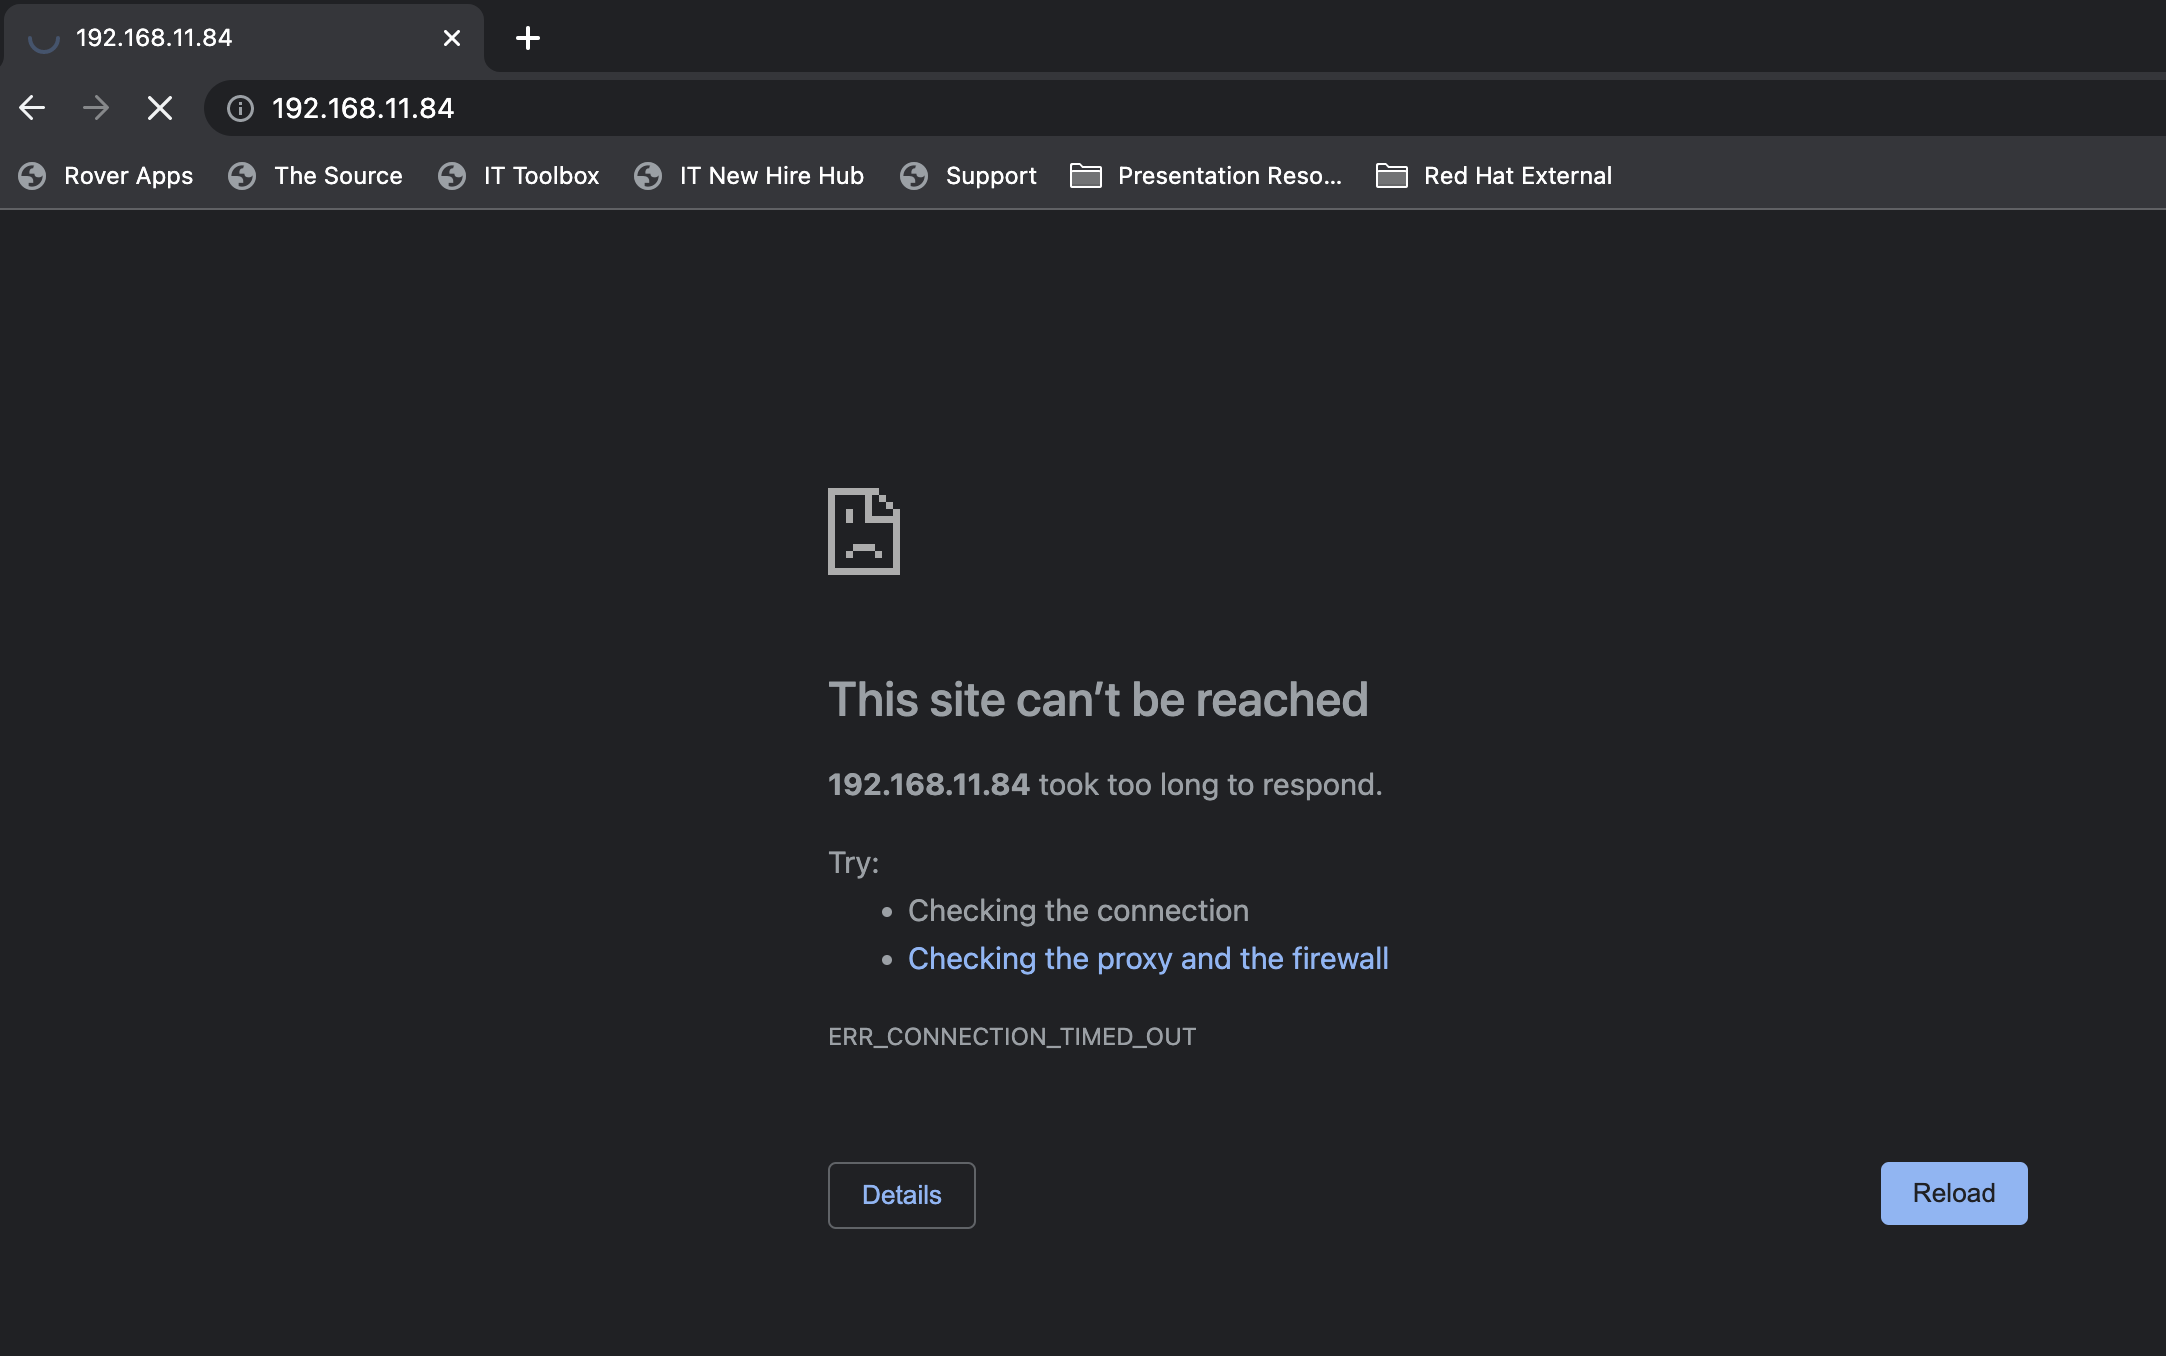 192.168.11.84
192.168.11.84
Rover Apps The Source IT Toolbox IT New Hire Hub Support Presentation Reso... Red Hat External
This site can’t be reached
192.168.11.84 took too long to respond.
Try:
• Checking the connection
• Checking the proxy and the firewall
ERR_CONNECTION_TIMED_OUT
Details Reload